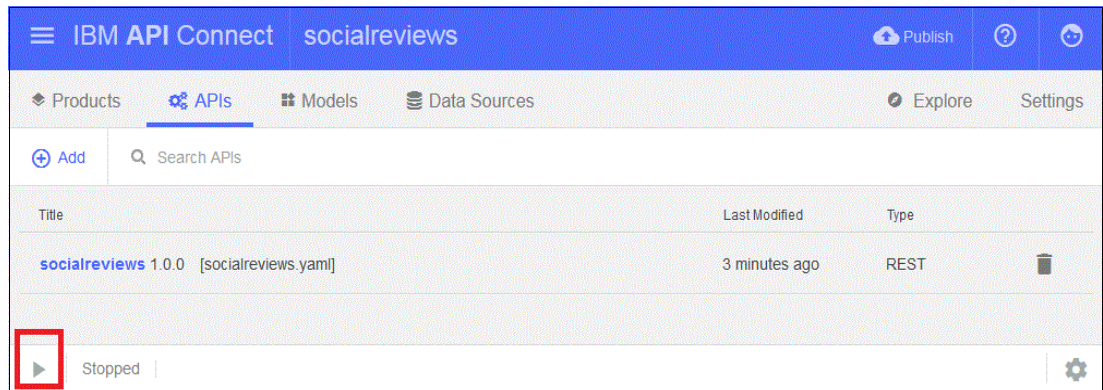 IBM API Connect socialreviews Publish
Products APIs Models Data Sources Explore Settings
Add Search APIs
Title Last Modified Type
socialreviews 1.0.0 [socialreviews.yaml] 3 minutes ago REST
Stopped